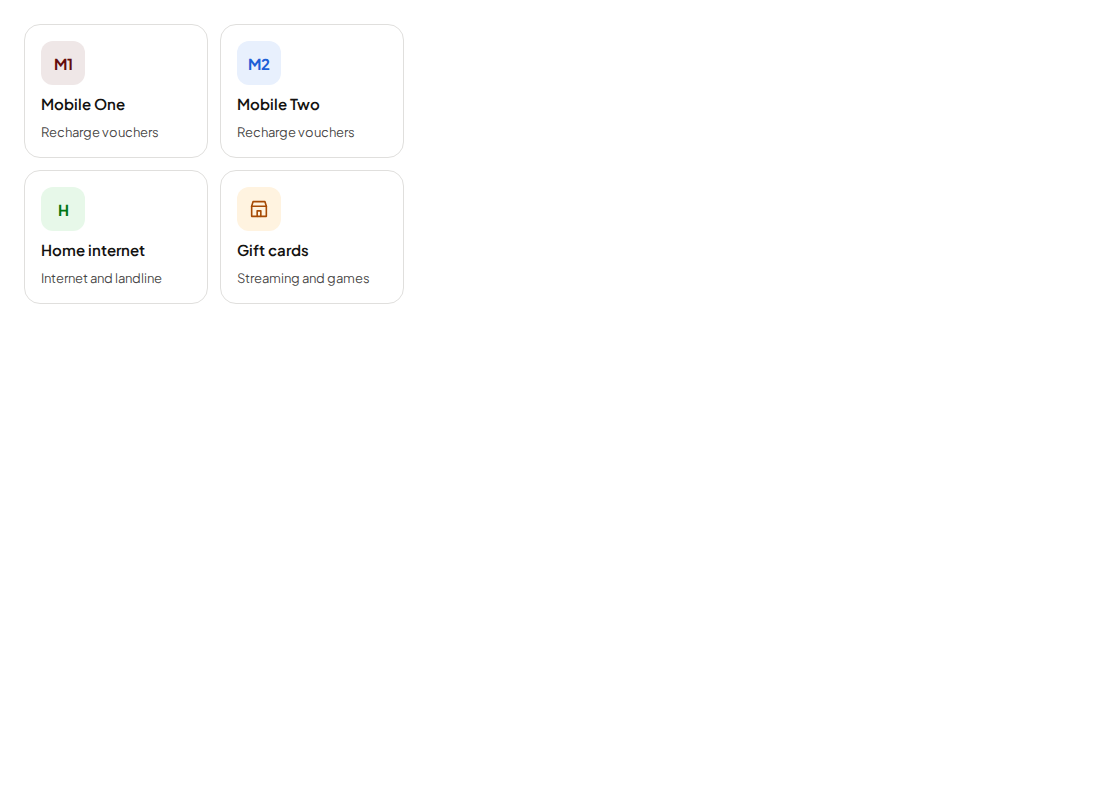 M1
Mobile One
Recharge vouchers
M2
Mobile Two
Recharge vouchers
H
Home internet
Internet and landline
Gift cards
Streaming and games